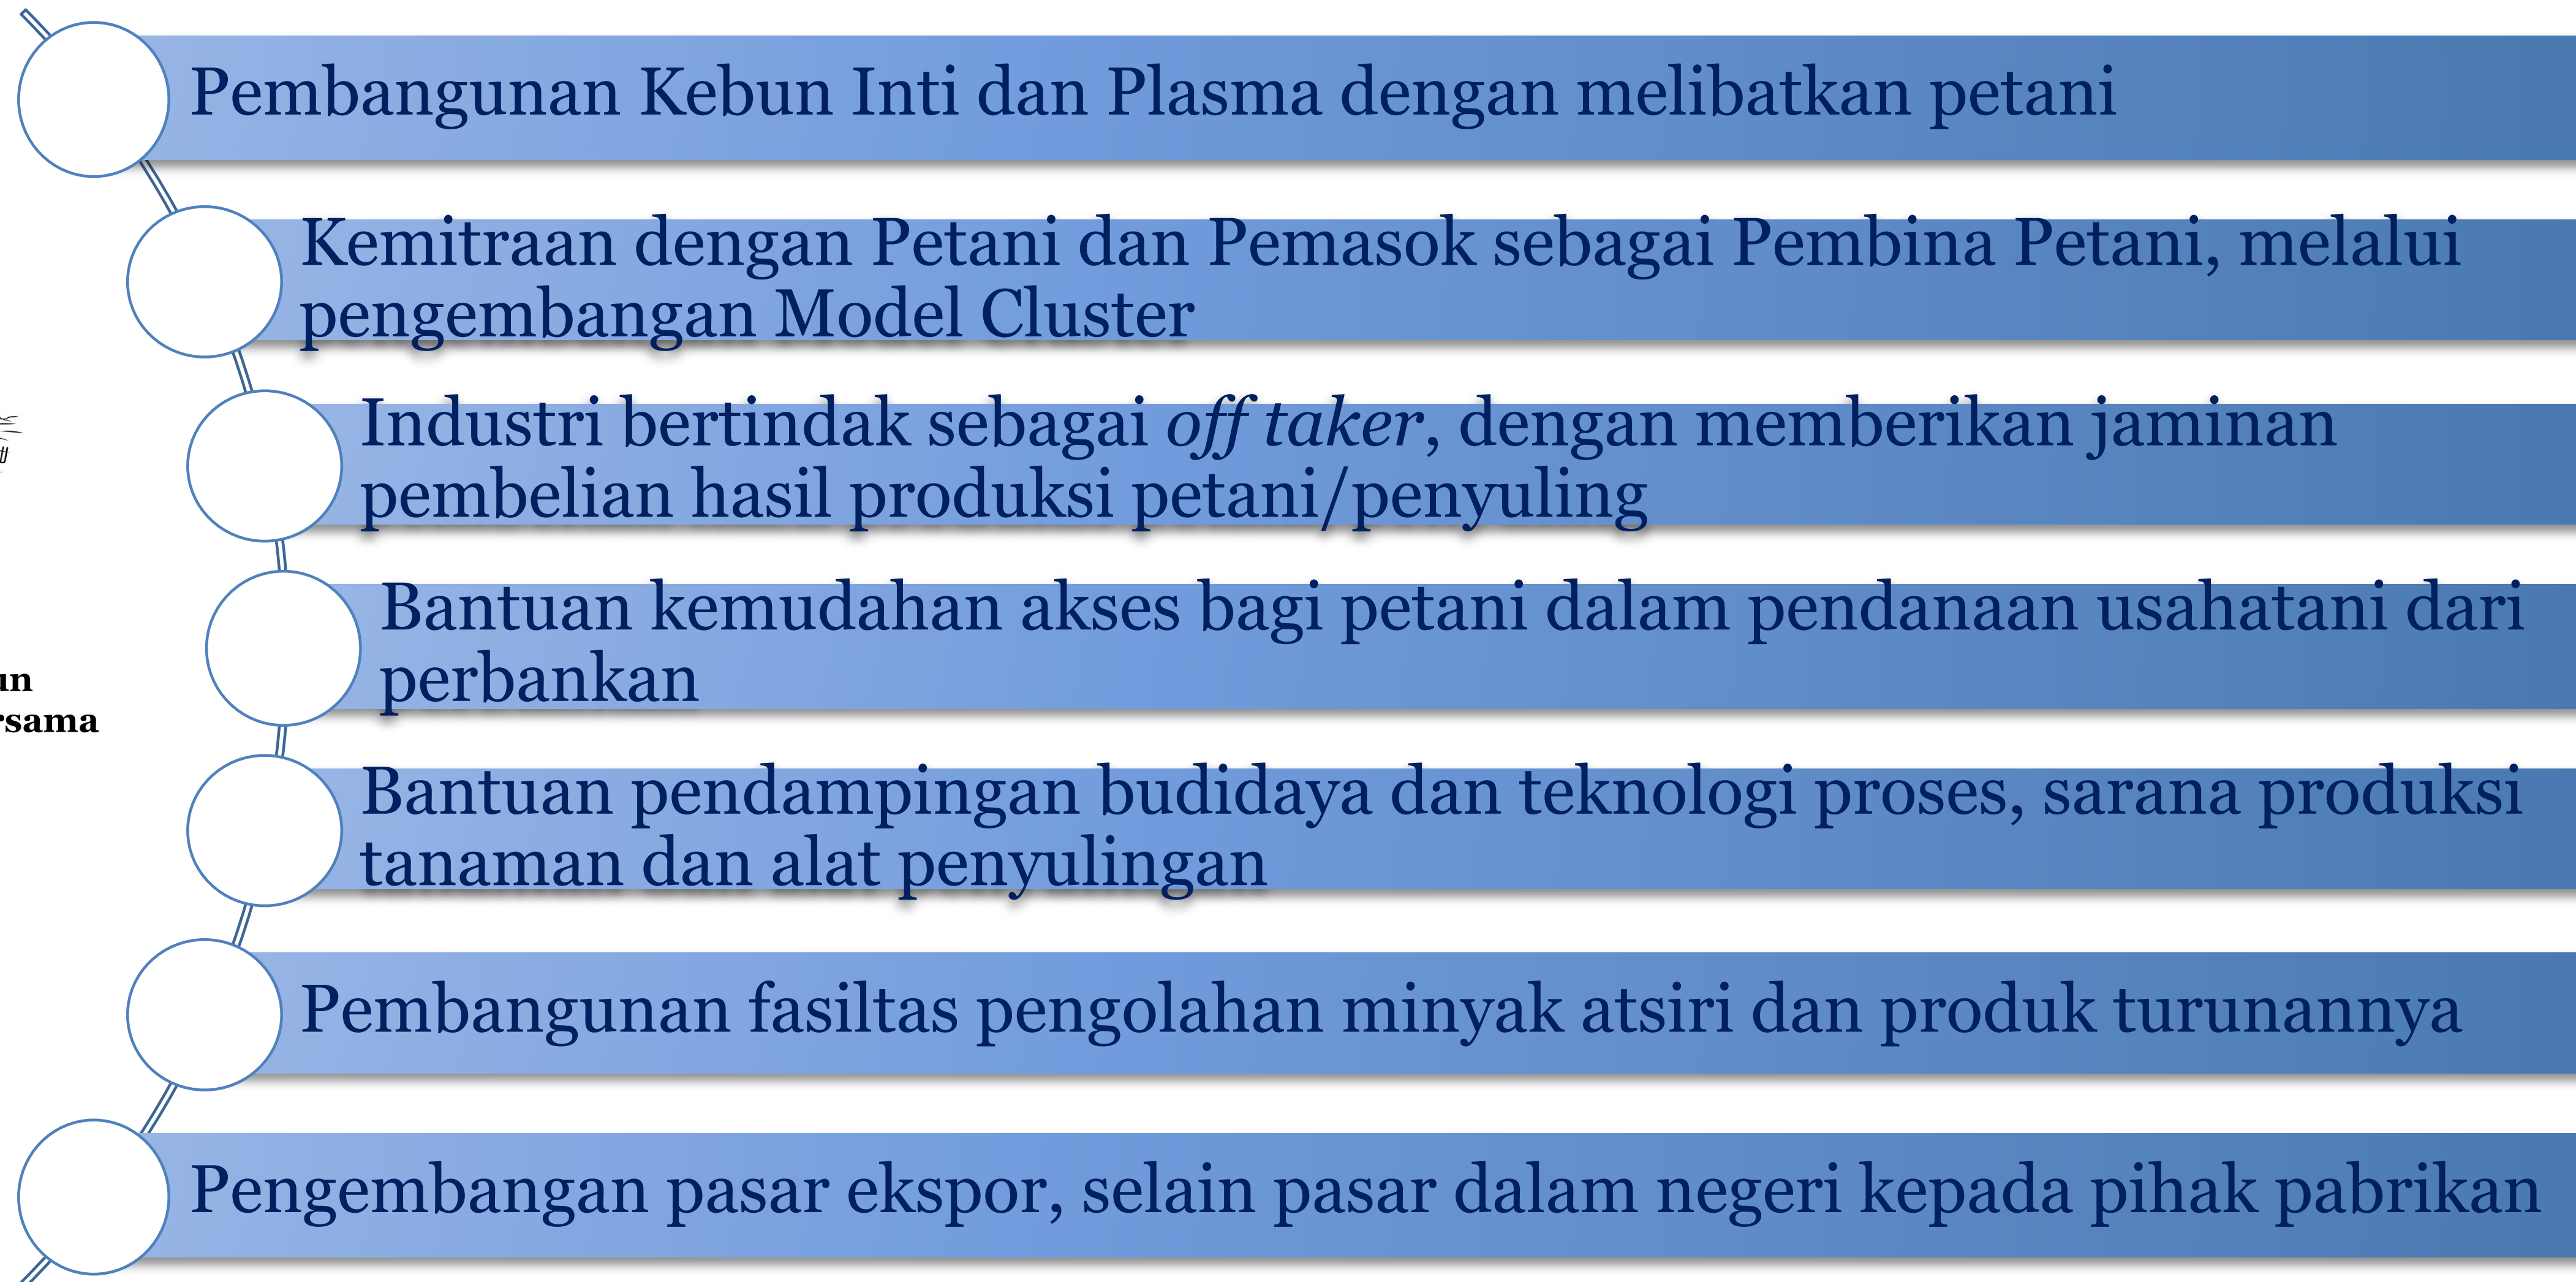 Pembangunan Kebun Inti dan Plasma dengan melibatkan petani
Kemitraan dengan Petani dan Pemasok sebagai Pembina Petani, melalui
pengembangan Model Cluster
Industri bertindak sebagai off taker, dengan memberikan jaminan
pembelian hasil produksi petani/penyuling
Bantuan kemudahan akses bagi petani dalam pendanaan usahatani dari
perbankan
Bantuan pendampingan budidaya dan teknologi proses, sarana produksi
tanaman dan alat penyulingan
Pembangunan fasiltas pengolahan minyak atsiri dan produk turunannya
Pengembangan pasar ekspor, selain pasar dalam negeri kepada pihak pabrikan